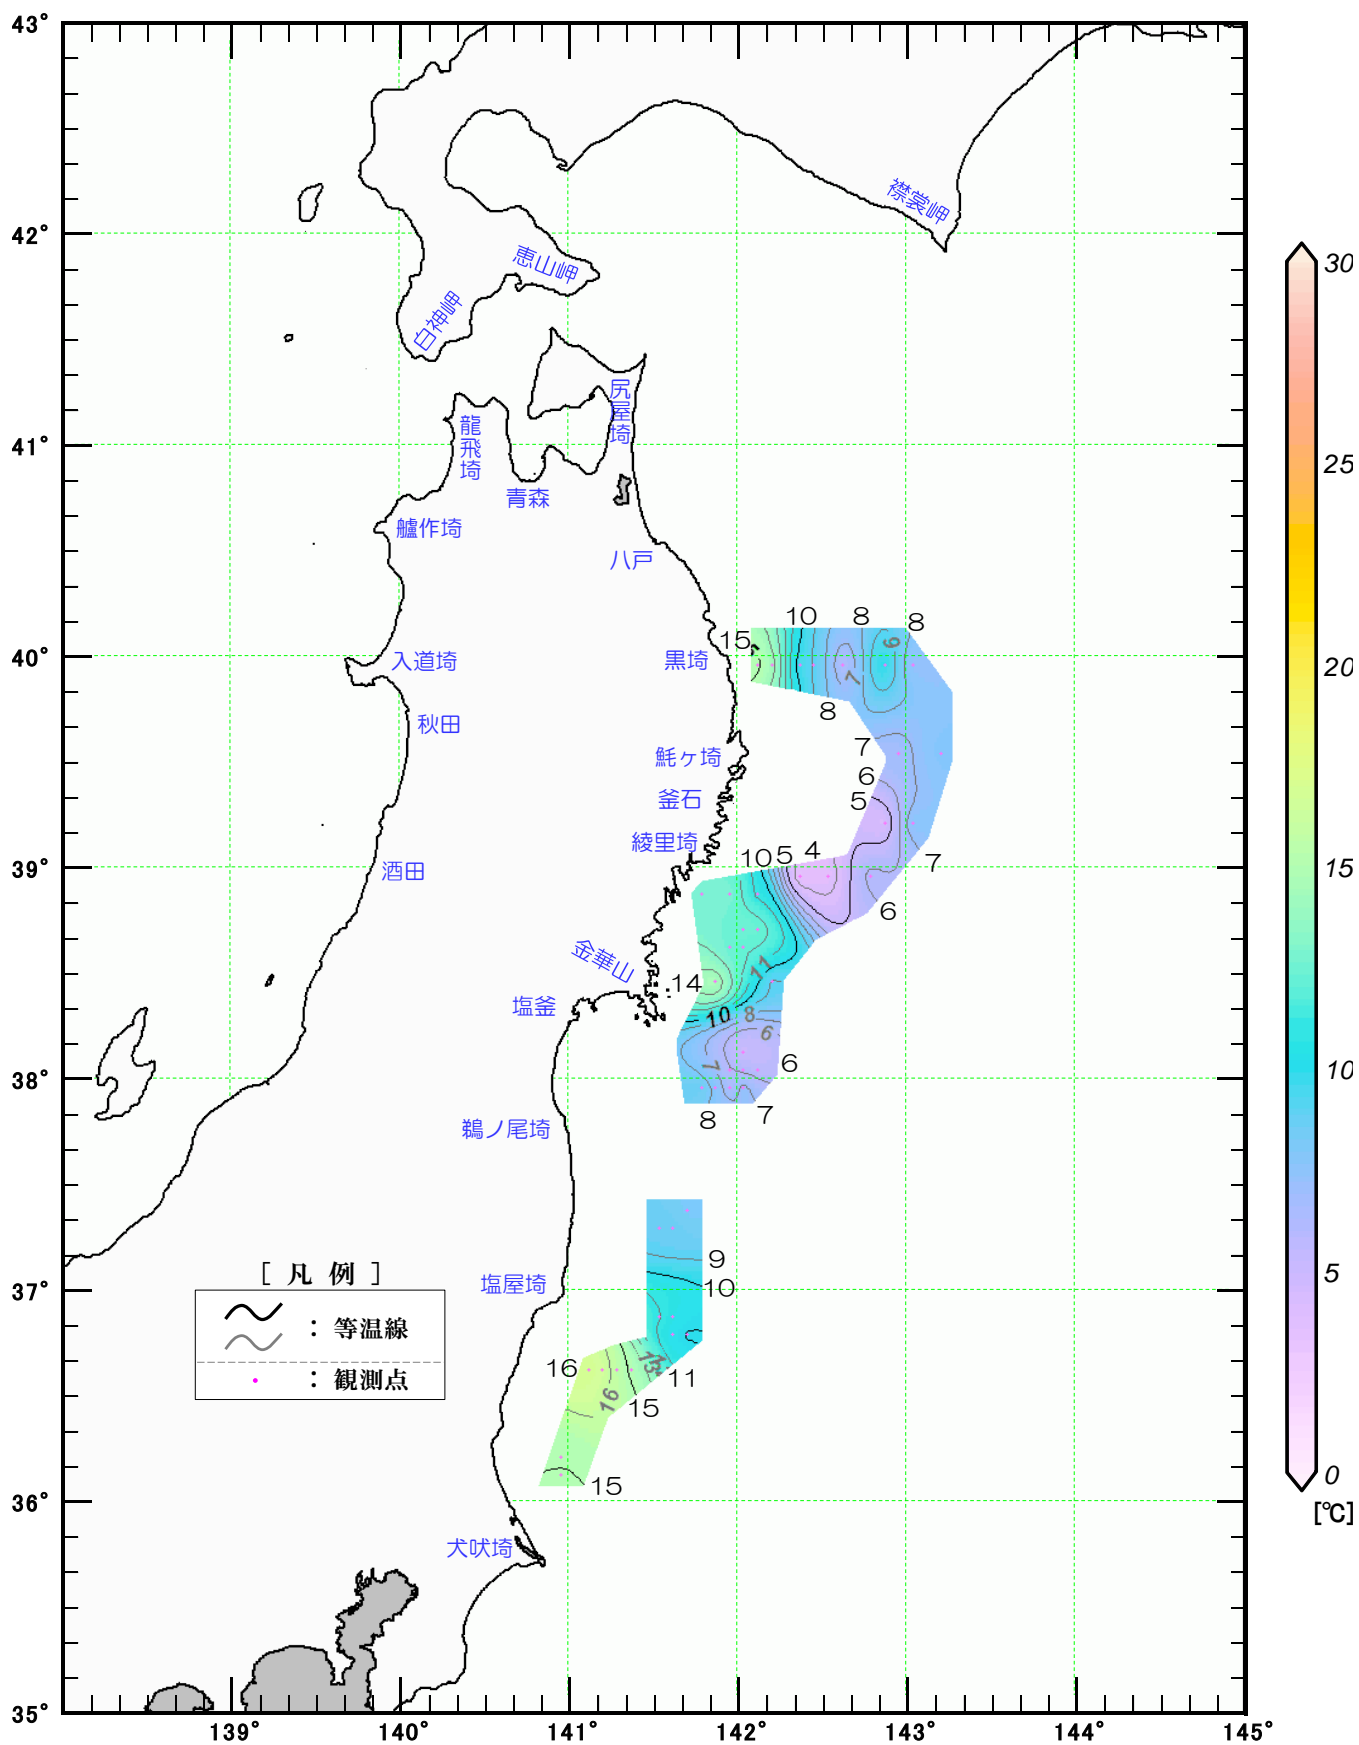 43°
42°
41°
40°
39°
38°
37°
36°
35°
139°
140°
141°
142°
143°
144°
145°
襟裳岬
恵山岬
白神岬
尻屋埼
龍飛埼
青森
艫作埼
八戸
入道埼
黒埼
秋田
魹ヶ埼
釜石
綾里埼
酒田
金華山
塩釜
鵜ノ尾埼
塩屋埼
犬吠埼
15
10
8
8
9
7
8
7
6
5
10
5
4
7
6
11
14
10
8
6
7
6
8
7
9
10
13
11
16
15
16
15
[ 凡 例 ]
： 等温線
： 観測点
30
25
20
15
10
5
0
[℃]